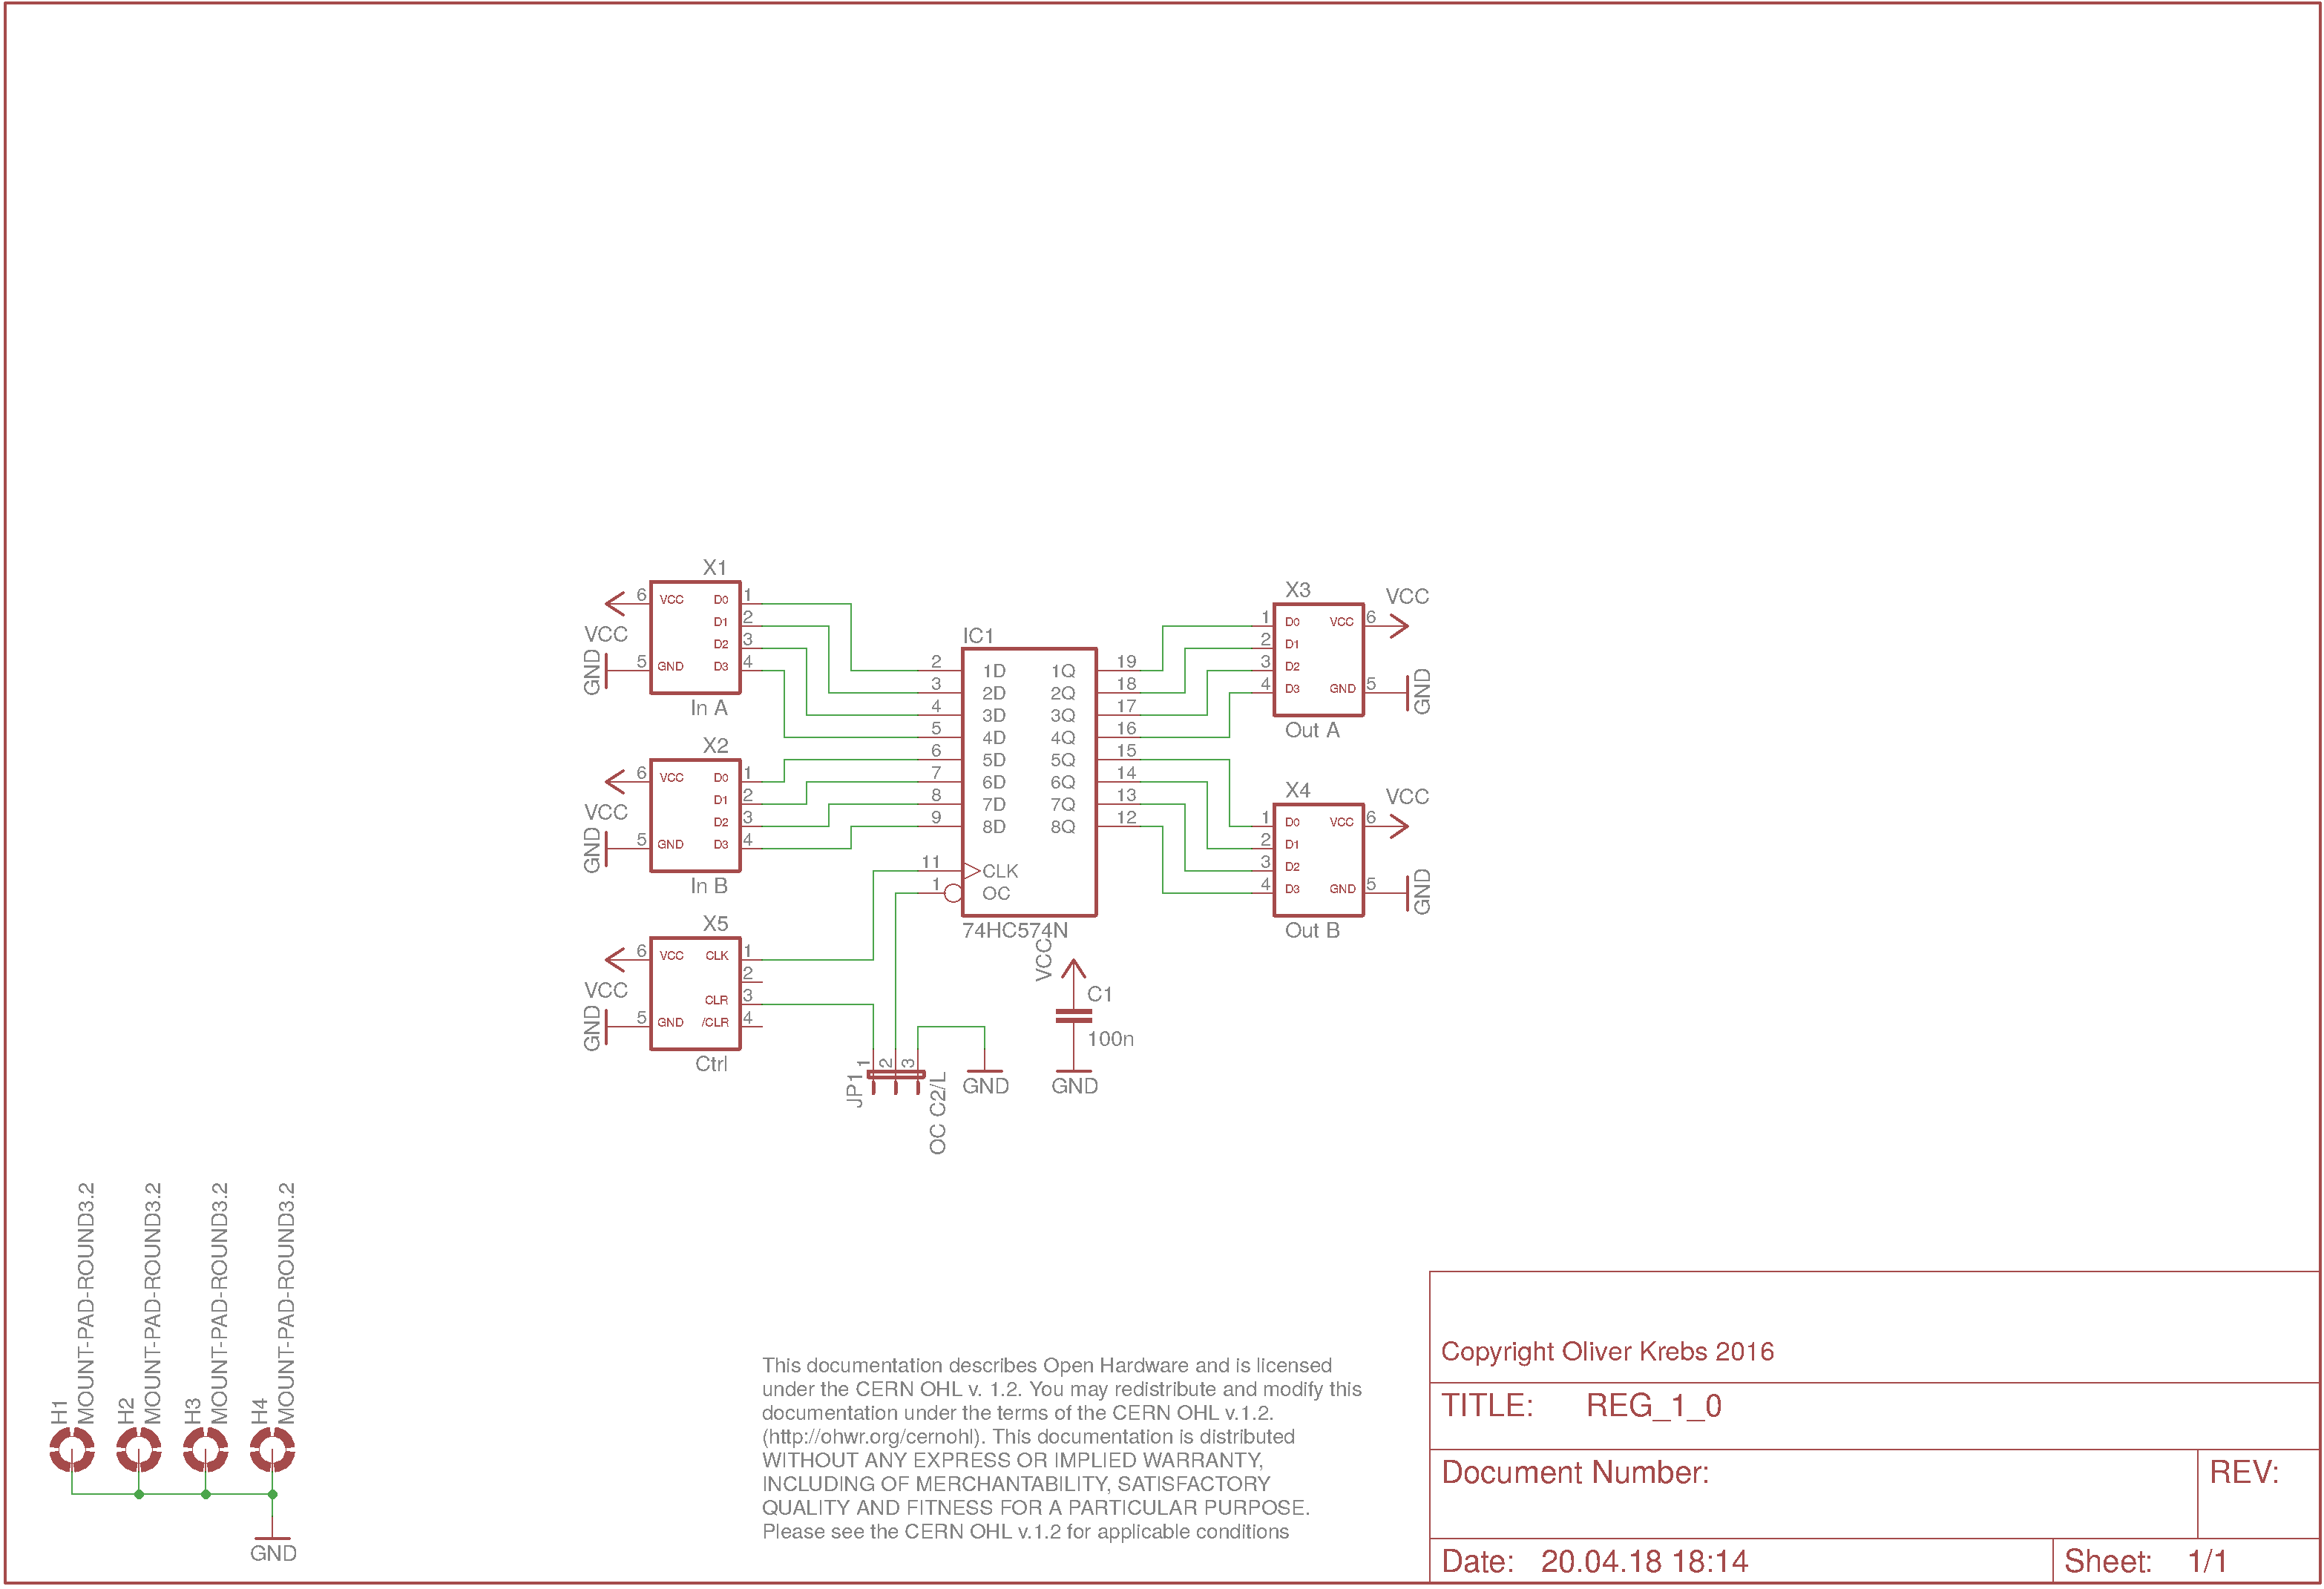 X1
6 VCC D0 1
D1 2
VCC
D2 3
GND 5 GND D3 4
In A
X2
6 VCC D0 1
D1 2
VCC
D2 3
GND 5 GND D3 4
In B
X5
6 VCC CLK 1
2
VCC
CLR 3
GND 5 GND /CLR 4
Ctrl
IC1
2 1D 1Q 19
3 2D 2Q 18
4 3D 3Q 17
5 4D 4Q 16
6 5D 5Q 15
7 6D 6Q 14
8 7D 7Q 13
9 8D 8Q 12
11 CLK
1 OC
74HC574N
X3
VCC
1 D0 VCC 6
2 D1
3 D2
4 D3 GND 5 GND
Out A
X4
VCC
1 D0 VCC 6
2 D1
3 D2
4 D3 GND 5 GND
Out B
JP1
1 2 3
OC C2/L
GND
VCC
C1
100n
GND
H1
MOUNT-PAD-ROUND3.2
H2
MOUNT-PAD-ROUND3.2
H3
MOUNT-PAD-ROUND3.2
H4
MOUNT-PAD-ROUND3.2
GND
This documentation describes Open Hardware and is licensed
under the CERN OHL v. 1.2. You may redistribute and modify this
documentation under the terms of the CERN OHL v.1.2.
(http://ohwr.org/cernohl). This documentation is distributed
WITHOUT ANY EXPRESS OR IMPLIED WARRANTY,
INCLUDING OF MERCHANTABILITY, SATISFACTORY
QUALITY AND FITNESS FOR A PARTICULAR PURPOSE.
Please see the CERN OHL v.1.2 for applicable conditions
Copyright Oliver Krebs 2016
TITLE: REG_1_0
Document Number:
REV:
Date: 20.04.18 18:14
Sheet: 1/1